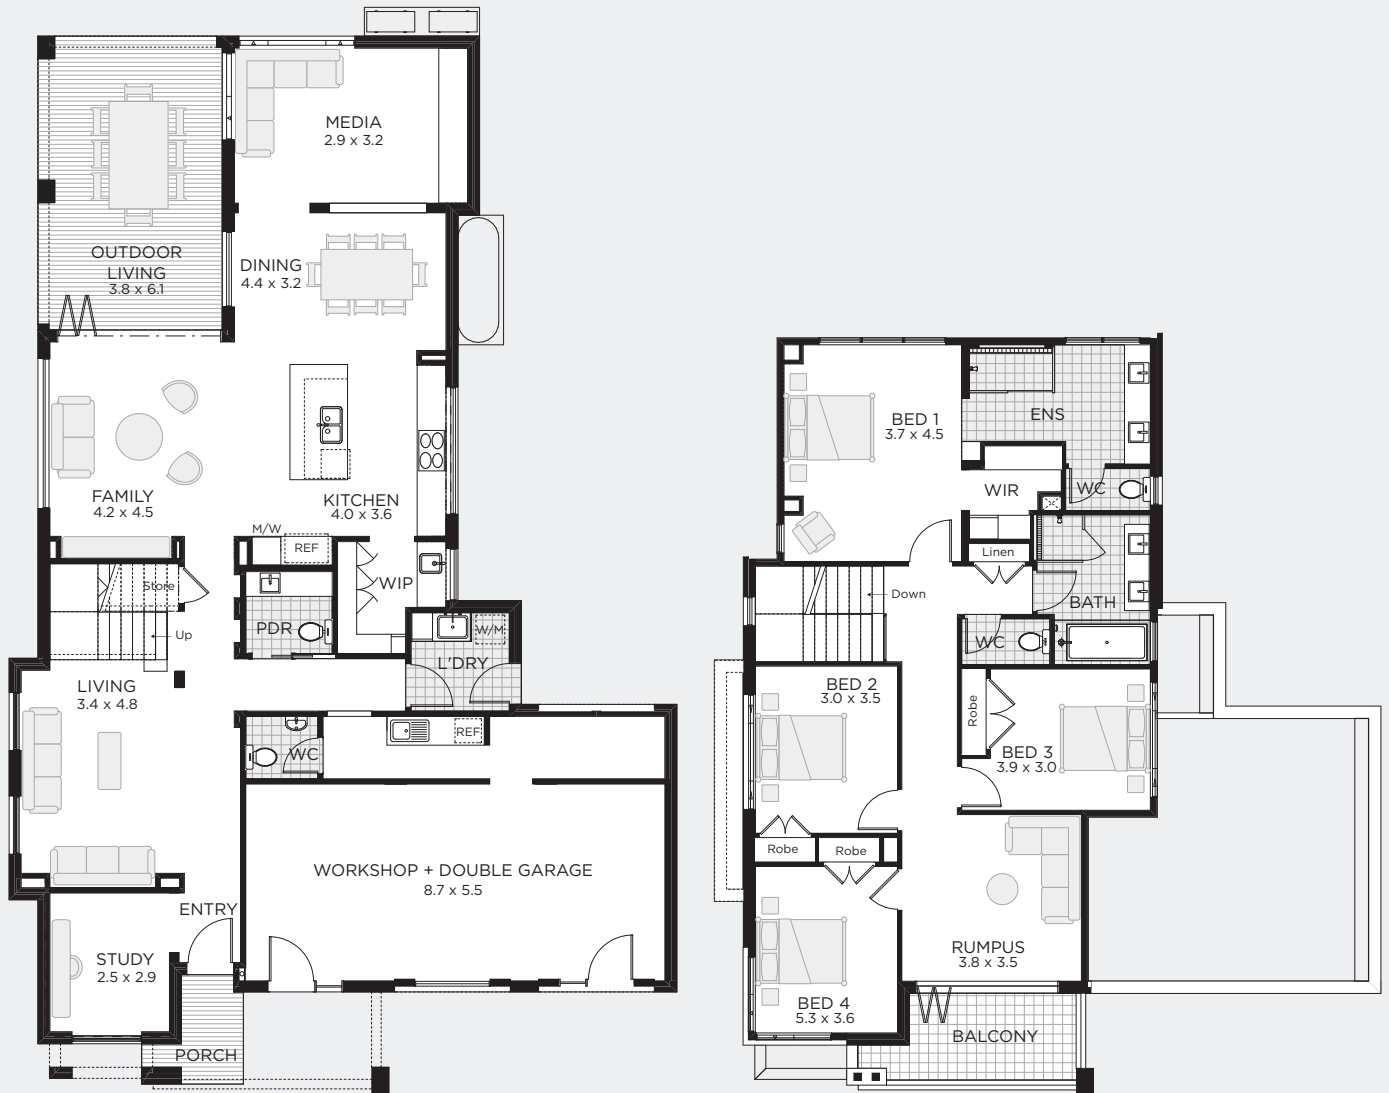 MEDIA
2.9 x 3.2
OUTDOOR
LIVING
3.8 x 6.1
DINING
4.4 x 3.2
FAMILY
4.2 x 4.5
KITCHEN
4.0 x 3.6
M/W
REF
WIP
Store
Up
PDR
W/M
L'DRY
LIVING
3.4 x 4.8
WC
REF
WORKSHOP + DOUBLE GARAGE
8.7 x 5.5
ENTRY
STUDY
2.5 x 2.9
PORCH
BED 1
3.7 x 4.5
ENS
WIR
WC
Linen
Down
BATH
WC
BED 2
3.0 x 3.5
Robe
BED 3
3.9 x 3.0
Robe
Robe
RUMPUS
3.8 x 3.5
BED 4
5.3 x 3.6
BALCONY